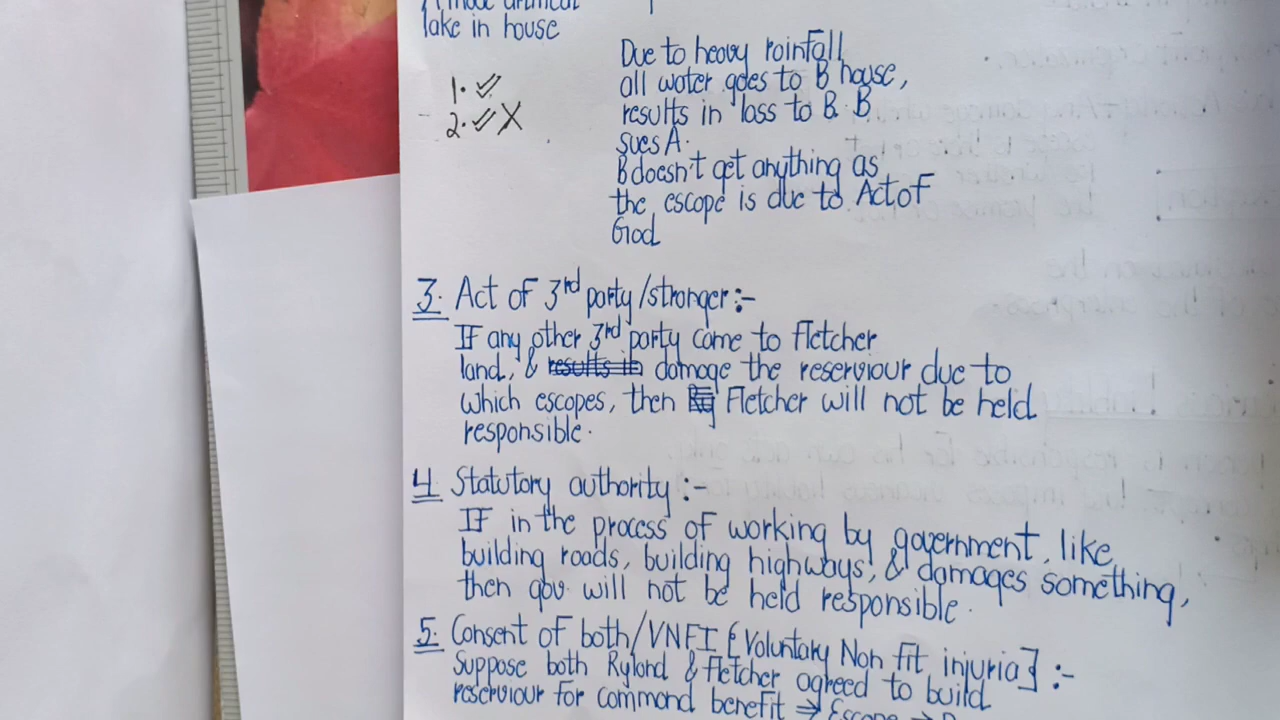 lake in house
Due to heavy rainfall
all water goes to B house,
1.
results in loss to B. B
2.
sues A.
B doesn't get anything as
the escape is due to Act of
God
3. Act of 3rd party/stranger :-
If any other 3rd party came to Fletcher
land, & results in damage the reserviour due to
which escapes, then Fletcher will not be held
responsible.
4 Statutory authority :-
If in the process of working by government, like
building roads, building highways, & damages something,
then gov. will not be held responsible.
5. Consent of both/VNFI [Voluntary Non fit injuria] :-
Suppose both Ryland & Fletcher agreed to build
reserviour for command benefit ⇒ Escape →